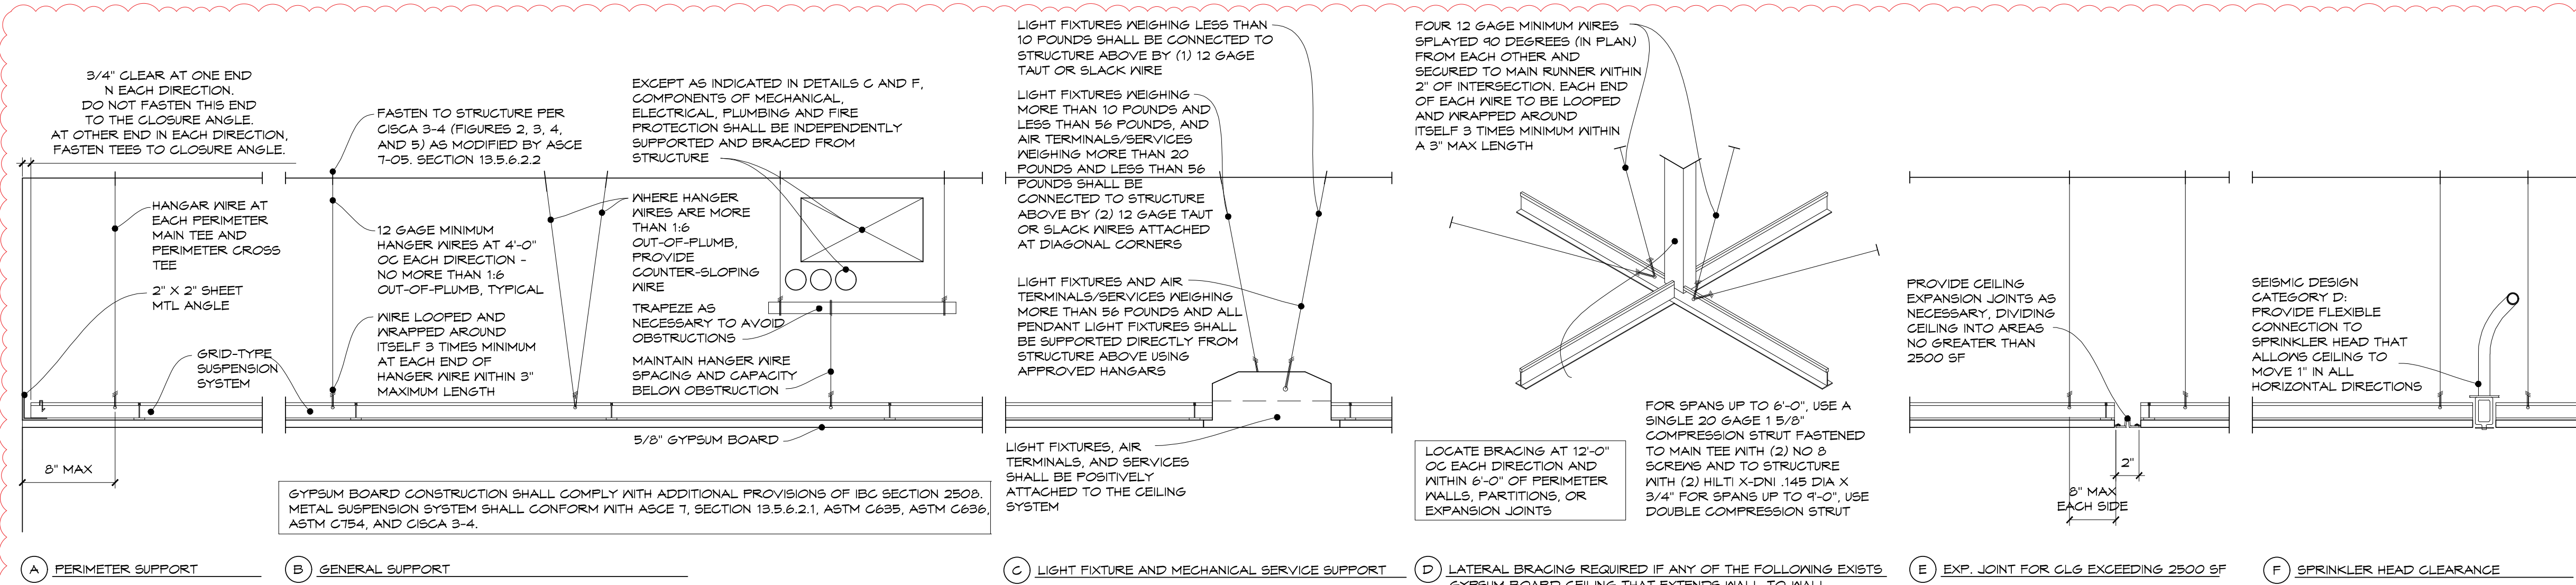 3/4" CLEAR AT ONE END
N EACH DIRECTION.
DO NOT FASTEN THIS END
TO THE CLOSURE ANGLE.
AT OTHER END IN EACH DIRECTION,
FASTEN TEES TO CLOSURE ANGLE.
HANGAR WIRE AT
EACH PERIMETER
MAIN TEE AND
PERIMETER CROSS
TEE
2" X 2" SHEET
MTL ANGLE
GRID-TYPE
SUSPENSION
SYSTEM
8" MAX
A PERIMETER SUPPORT
FASTEN TO STRUCTURE PER
CISCA 3-4 (FIGURES 2, 3, 4,
AND 5) AS MODIFIED BY ASCE
7-05. SECTION 13.5.6.2.2
12 GAGE MINIMUM
HANGER WIRES AT 4'-0"
OC EACH DIRECTION -
NO MORE THAN 1:6
OUT-OF-PLUMB, TYPICAL
WIRE LOOPED AND
WRAPPED AROUND
ITSELF 3 TIMES MINIMUM
AT EACH END OF
HANGER WIRE WITHIN 3"
MAXIMUM LENGTH
EXCEPT AS INDICATED IN DETAILS C AND F,
COMPONENTS OF MECHANICAL,
ELECTRICAL, PLUMBING AND FIRE
PROTECTION SHALL BE INDEPENDENTLY
SUPPORTED AND BRACED FROM
STRUCTURE
WHERE HANGER
WIRES ARE MORE
THAN 1:6
OUT-OF-PLUMB,
PROVIDE
COUNTER-SLOPING
WIRE
TRAPEZE AS
NECESSARY TO AVOID
OBSTRUCTIONS
MAINTAIN HANGER WIRE
SPACING AND CAPACITY
BELOW OBSTRUCTION
5/8" GYPSUM BOARD
GYPSUM BOARD CONSTRUCTION SHALL COMPLY WITH ADDITIONAL PROVISIONS OF IBC SECTION 2508.
METAL SUSPENSION SYSTEM SHALL CONFORM WITH ASCE 7, SECTION 13.5.6.2.1, ASTM C635, ASTM C636,
ASTM C754, AND CISCA 3-4.
B GENERAL SUPPORT
LIGHT FIXTURES WEIGHING LESS THAN
10 POUNDS SHALL BE CONNECTED TO
STRUCTURE ABOVE BY (1) 12 GAGE
TAUT OR SLACK WIRE
LIGHT FIXTURES WEIGHING
MORE THAN 10 POUNDS AND
LESS THAN 56 POUNDS, AND
AIR TERMINALS/SERVICES
WEIGHING MORE THAN 20
POUNDS AND LESS THAN 56
POUNDS SHALL BE
CONNECTED TO STRUCTURE
ABOVE BY (2) 12 GAGE TAUT
OR SLACK WIRES ATTACHED
AT DIAGONAL CORNERS
LIGHT FIXTURES AND AIR
TERMINALS/SERVICES WEIGHING
MORE THAN 56 POUNDS AND ALL
PENDANT LIGHT FIXTURES SHALL
BE SUPPORTED DIRECTLY FROM
STRUCTURE ABOVE USING
APPROVED HANGARS
LIGHT FIXTURES, AIR
TERMINALS, AND SERVICES
SHALL BE POSITIVELY
ATTACHED TO THE CEILING
SYSTEM
C LIGHT FIXTURE AND MECHANICAL SERVICE SUPPORT
FOUR 12 GAGE MINIMUM WIRES
SPLAYED 90 DEGREES (IN PLAN)
FROM EACH OTHER AND
SECURED TO MAIN RUNNER WITHIN
2" OF INTERSECTION. EACH END
OF EACH WIRE TO BE LOOPED
AND WRAPPED AROUND
ITSELF 3 TIMES MINIMUM WITHIN
A 3" MAX LENGTH
LOCATE BRACING AT 12'-0"
OC EACH DIRECTION AND
WITHIN 6'-0" OF PERIMETER
WALLS, PARTITIONS, OR
EXPANSION JOINTS
FOR SPANS UP TO 6'-0", USE A
SINGLE 20 GAGE 1 5/8"
COMPRESSION STRUT FASTENED
TO MAIN TEE WITH (2) NO 8
SCREWS AND TO STRUCTURE
WITH (2) HILTI X-DNI .145 DIA X
3/4" FOR SPANS UP TO 9'-0", USE
DOUBLE COMPRESSION STRUT
D LATERAL BRACING REQUIRED IF ANY OF THE FOLLOWING EXISTS
GYPSUM BOARD CEILING THAT EXTENDS WALL TO WALL
PROVIDE CEILING
EXPANSION JOINTS AS
NECESSARY, DIVIDING
CEILING INTO AREAS
NO GREATER THAN
2500 SF
2"
8" MAX
EACH SIDE
E EXP. JOINT FOR CLG EXCEEDING 2500 SF
SEISMIC DESIGN
CATEGORY D:
PROVIDE FLEXIBLE
CONNECTION TO
SPRINKLER HEAD THAT
ALLOWS CEILING TO
MOVE 1" IN ALL
HORIZONTAL DIRECTIONS
F SPRINKLER HEAD CLEARANCE